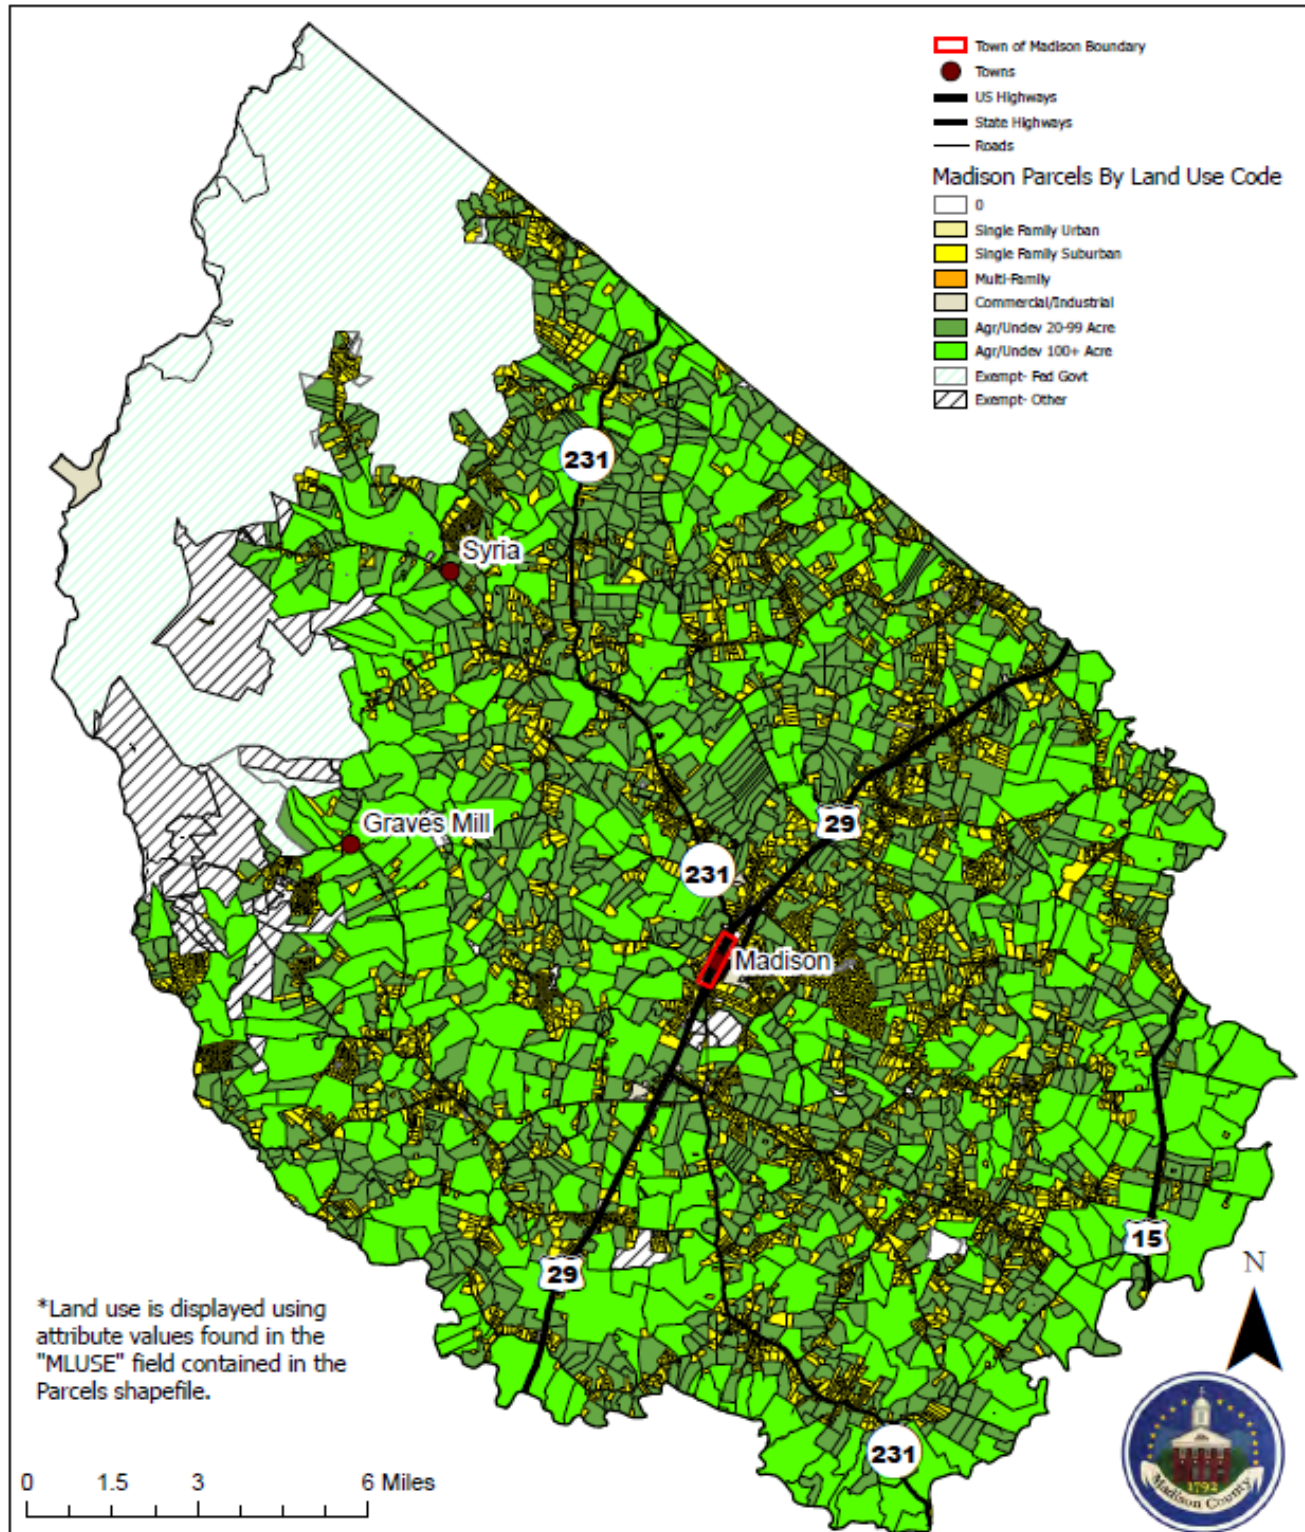 Town of Madison Boundary
Towns
US Highways
State Highways
Roads
Madison Parcels By Land Use Code
0
Single Family Urban
Single Family Suburban
Multi-Family
Commercial/Industrial
Agr/Undev 20-99 Acre
Agr/Undev 100+ Acre
Exempt- Fed Govt
Exempt- Other
231
Syria
29
Graves Mill
231
Madison
15
29
N
*Land use is displayed using
attribute values found in the
"MLUSE" field contained in the
Parcels shapefile.
231
0 1.5 3 6 Miles
1792
Madison County